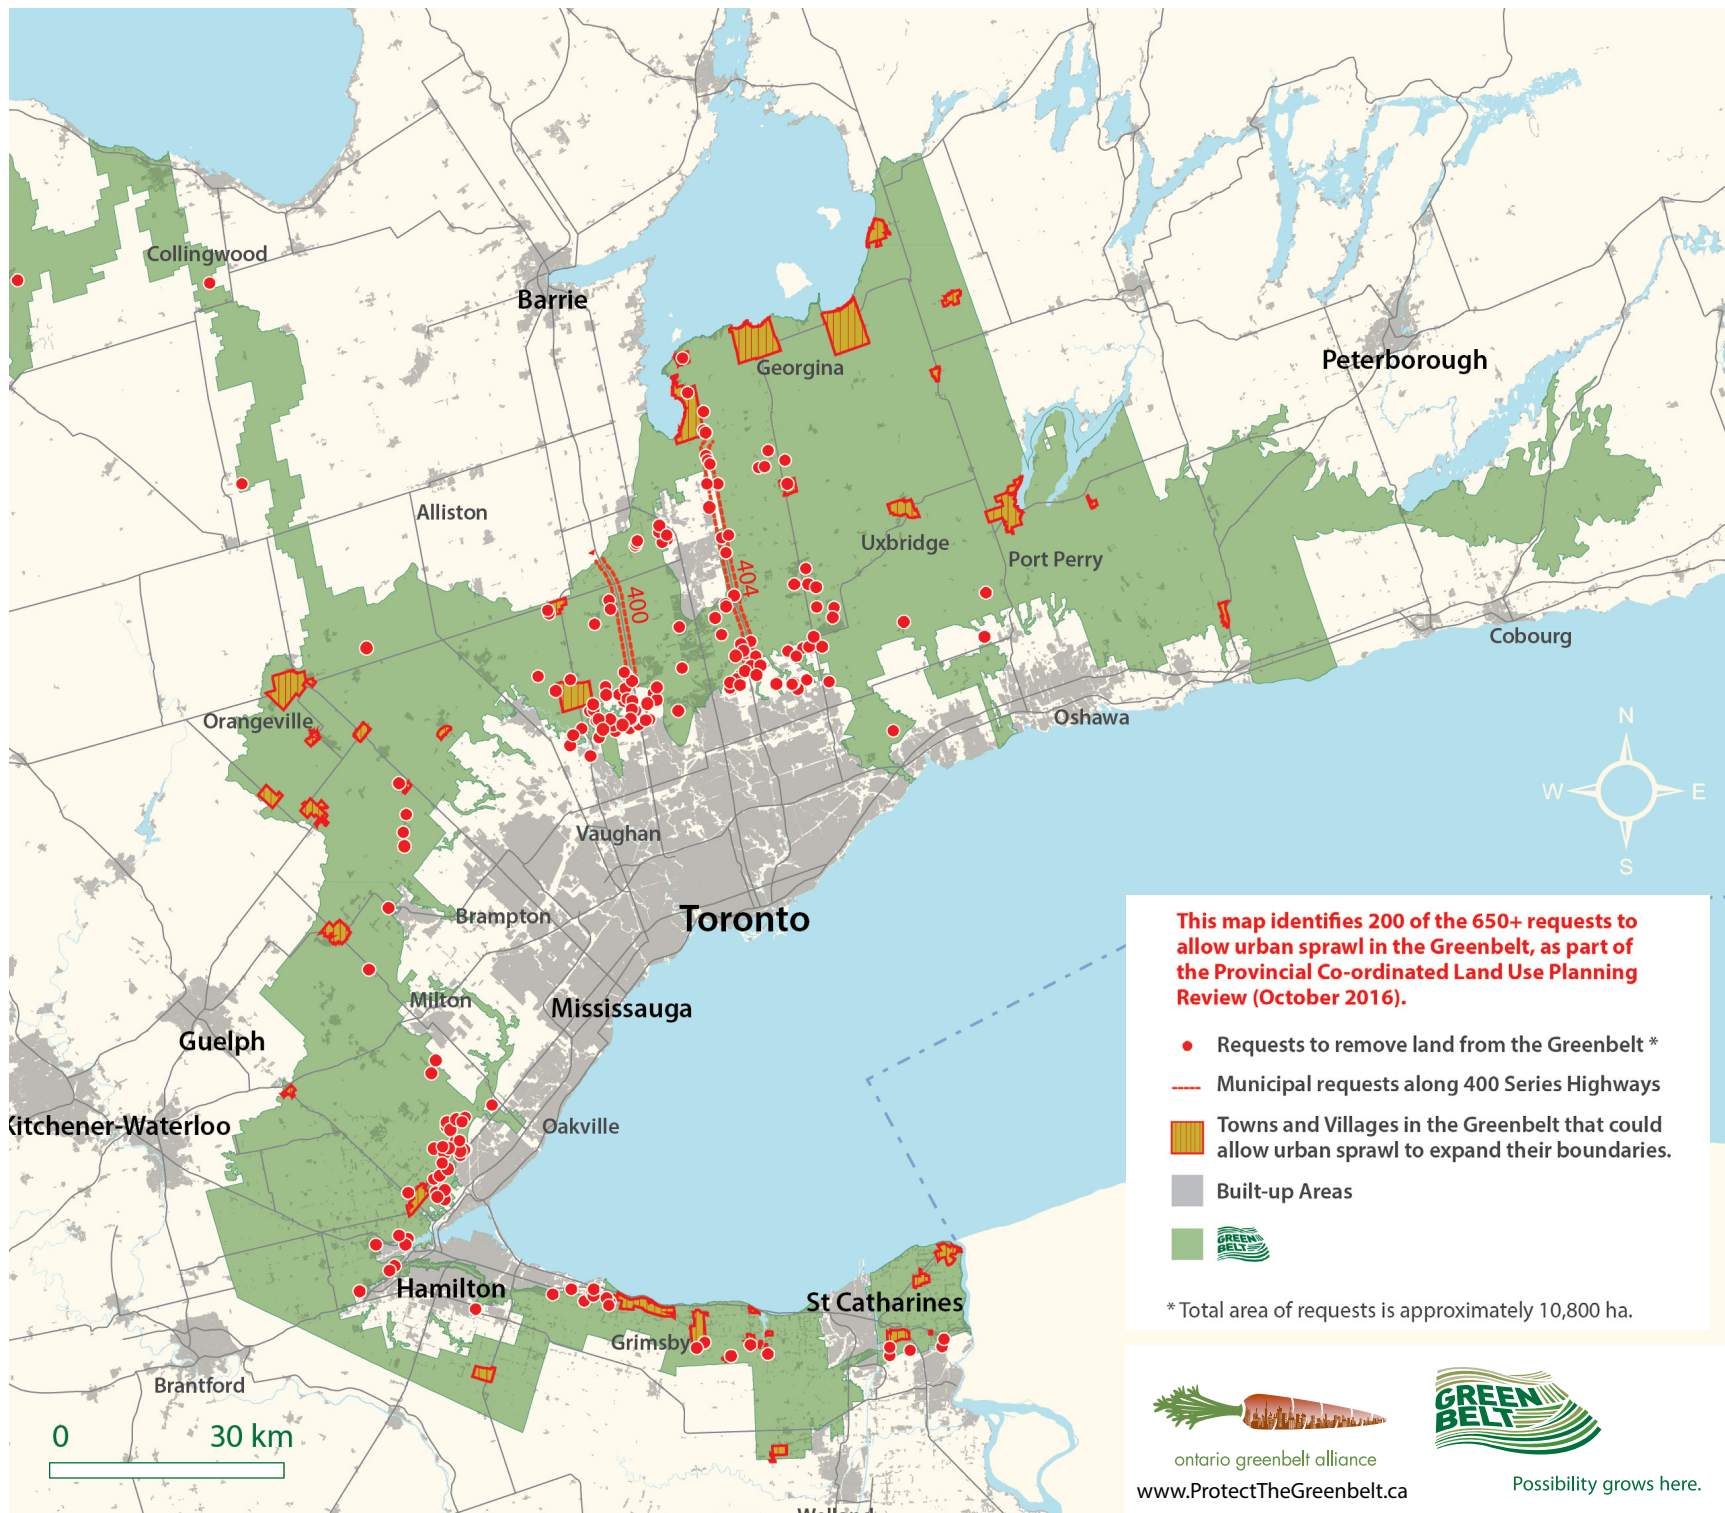 Collingwood
Barrie
Peterborough
Georgina
Alliston
Uxbridge
Port Perry
404
400
Cobourg
Orangeville
Oshawa
N
W
E
S
Vaughan
Toronto
Brampton
Milton
Mississauga
Guelph
Kitchener-Waterloo
Oakville
Hamilton
St Catharines
Grimsby
Brantford
0 30 km
This map identifies 200 of the 650+ requests to
allow urban sprawl in the Greenbelt, as part of
the Provincial Co-ordinated Land Use Planning
Review (October 2016).
Requests to remove land from the Greenbelt *
Municipal requests along 400 Series Highways
Towns and Villages in the Greenbelt that could
allow urban sprawl to expand their boundaries.
Built-up Areas
GREEN
BELT
* Total area of requests is approximately 10,800 ha.
ontario greenbelt alliance
www.ProtectTheGreenbelt.ca
GREEN
BELT
Possibility grows here.